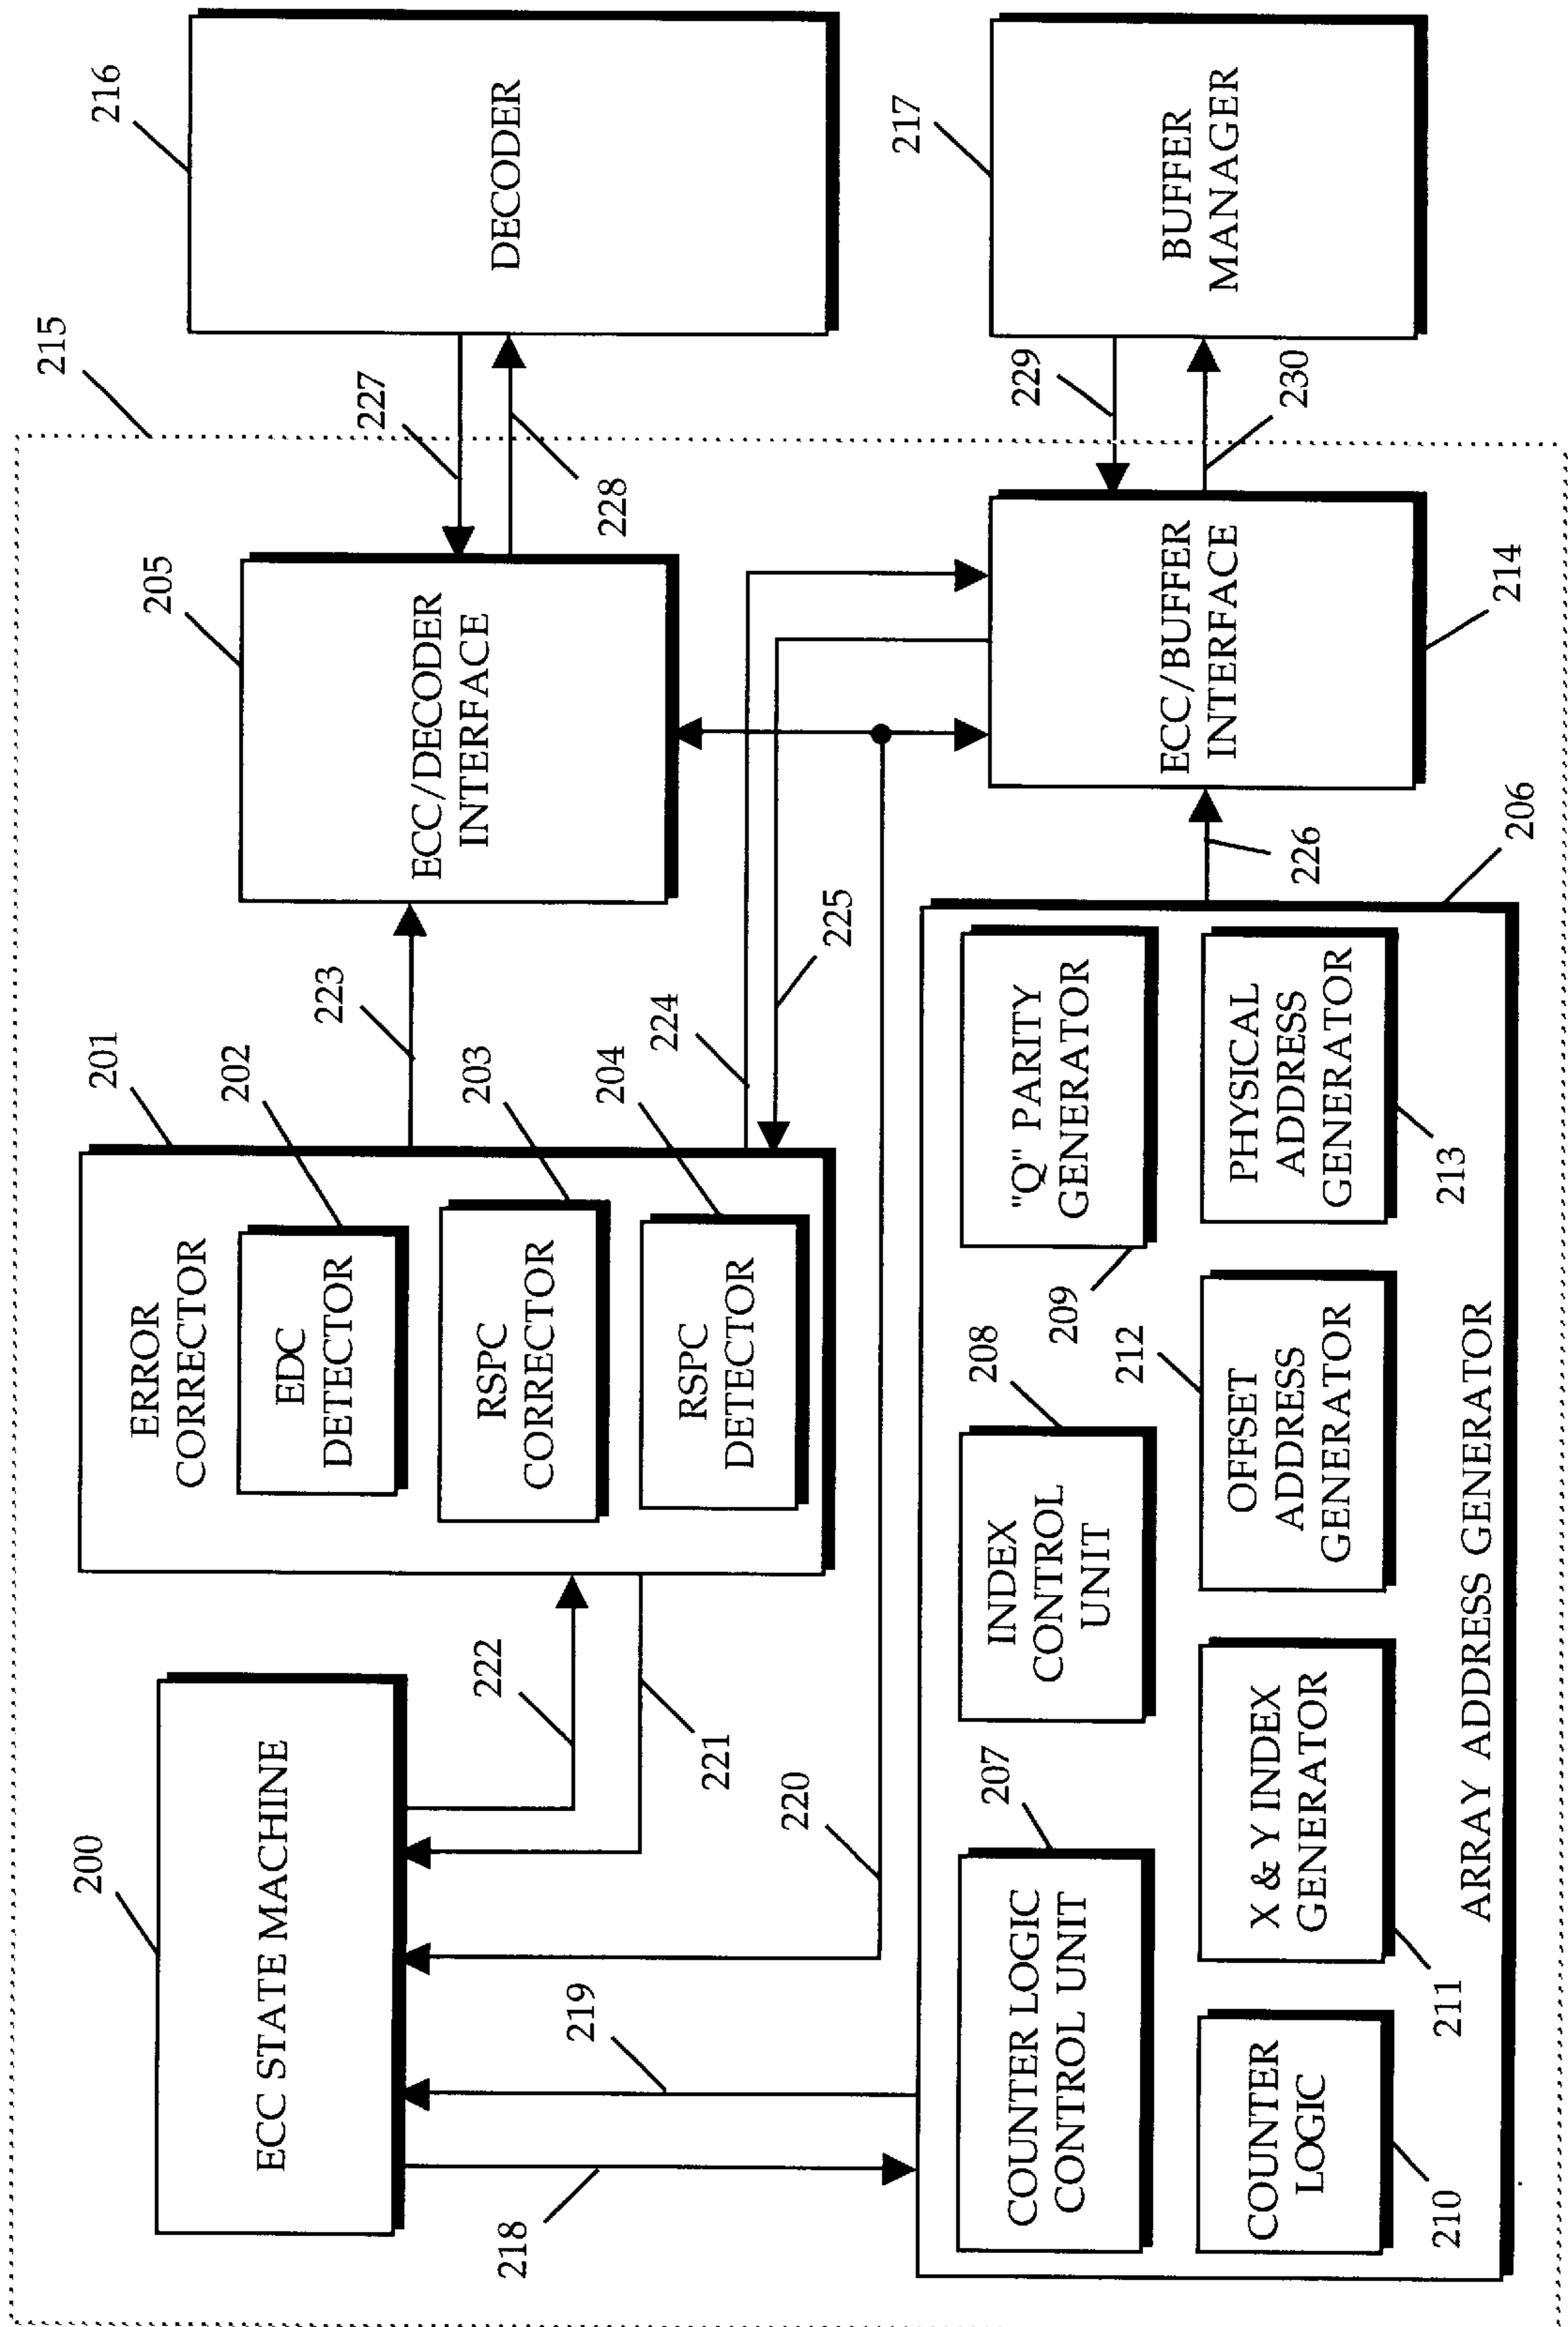 200
ECC STATE MACHINE
218
219
220
221
222
201
ERROR
CORRECTOR
202
EDC
DETECTOR
203
RSPC
CORRECTOR
204
RSPC
DETECTOR
223
224
225
205
ECC/DECODER
INTERFACE
215
227
228
216
DECODER
207
COUNTER LOGIC
CONTROL UNIT
208
INDEX
CONTROL
UNIT
209
"Q" PARITY
GENERATOR
210
COUNTER
LOGIC
211
X & Y INDEX
GENERATOR
212
OFFSET
ADDRESS
GENERATOR
213
PHYSICAL
ADDRESS
GENERATOR
ARRAY ADDRESS GENERATOR
206
226
ECC/BUFFER
INTERFACE
214
229
230
217
BUFFER
MANAGER